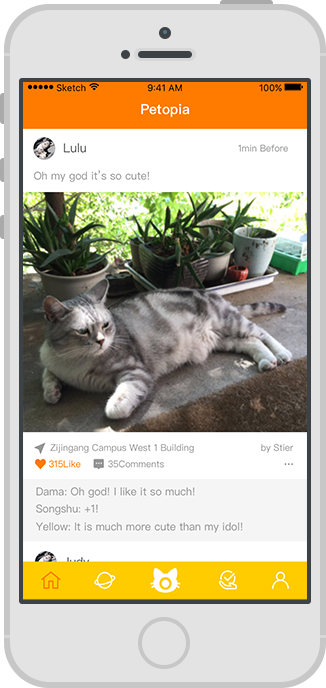 Sketch 9:41 AM 100%
Petopia
Lulu 1min Before
Oh my god it's so cute!
Zijingang Campus West 1 Building by Stier
315Like 35Comments
Dama: Oh god! I like it so much!
Songshu: +1!
Yellow: It is much more cute than my idol!
Judy